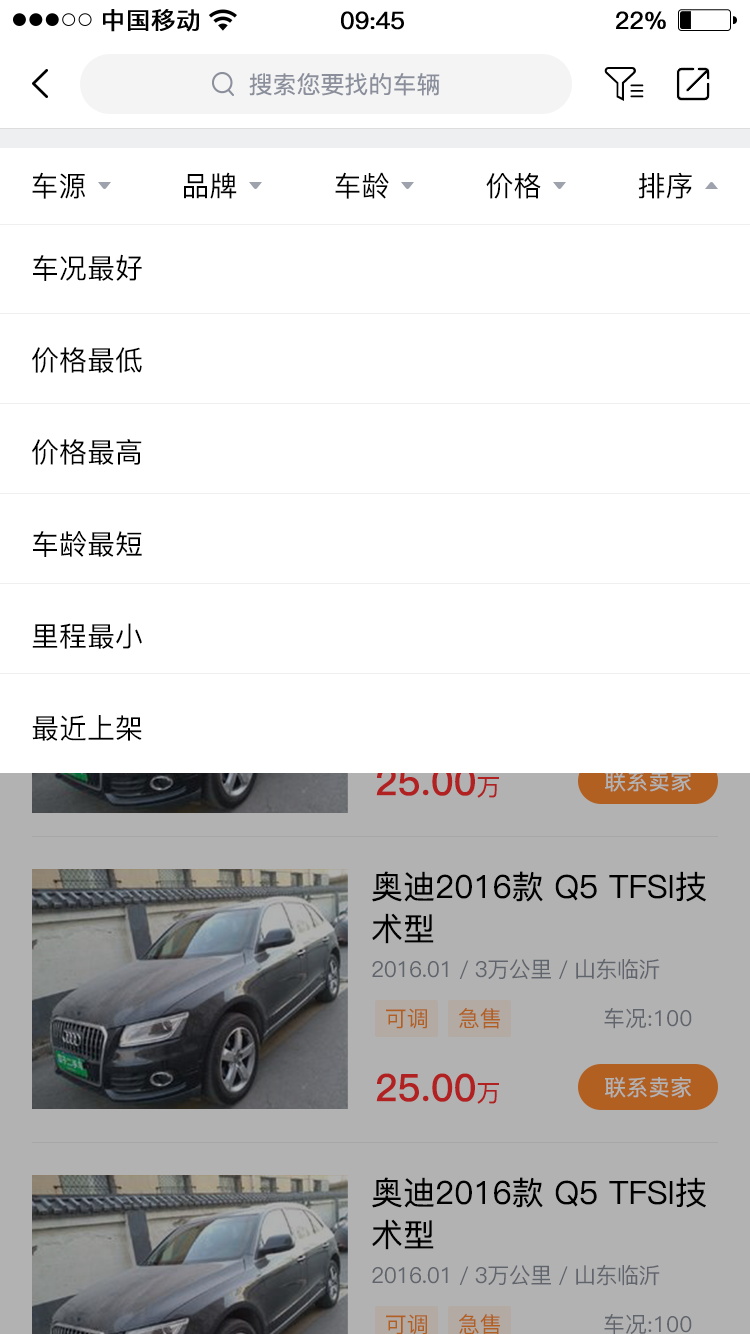 中国移动 09:45 22%
搜索您要找的车辆
车源 品牌 车龄 价格 排序
车况最好
价格最低
价格最高
车龄最短
里程最小
最近上架
25.00万 联系卖家
奥迪2016款 Q5 TFSI技
术型
2016.01 / 3万公里 / 山东临沂
可调 急售 车况:100
25.00万 联系卖家
奥迪2016款 Q5 TFSI技
术型
2016.01 / 3万公里 / 山东临沂
可调 急售 车况:100